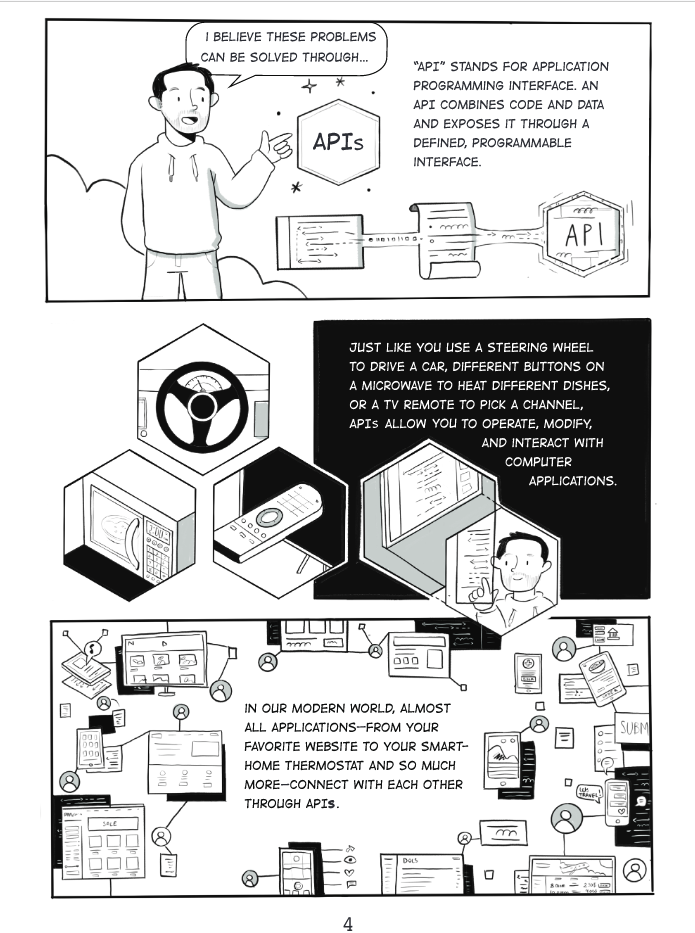 I BELIEVE THESE PROBLEMS
CAN BE SOLVED THROUGH...
APIs
"API" STANDS FOR APPLICATION
PROGRAMMING INTERFACE. AN
API COMBINES CODE AND DATA
AND EXPOSES IT THROUGH A
DEFINED, PROGRAMMABLE
INTERFACE.
API
JUST LIKE YOU USE A STEERING WHEEL
TO DRIVE A CAR, DIFFERENT BUTTONS ON
A MICROWAVE TO HEAT DIFFERENT DISHES,
OR A TV REMOTE TO PICK A CHANNEL,
APIs ALLOW YOU TO OPERATE, MODIFY,
AND INTERACT WITH
COMPUTER
APPLICATIONS.
IN OUR MODERN WORLD, ALMOST
ALL APPLICATIONS—FROM YOUR
FAVORITE WEBSITE TO YOUR SMART-
HOME THERMOSTAT AND SO MUCH
MORE—CONNECT WITH EACH OTHER
THROUGH APIs.
SUBM
SALE
4